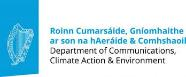 Roinn Cumarsáide, Gníomhaithe
ar son na hAeráide & Comhshaoil
Department of Communications,
Climate Action & Environment